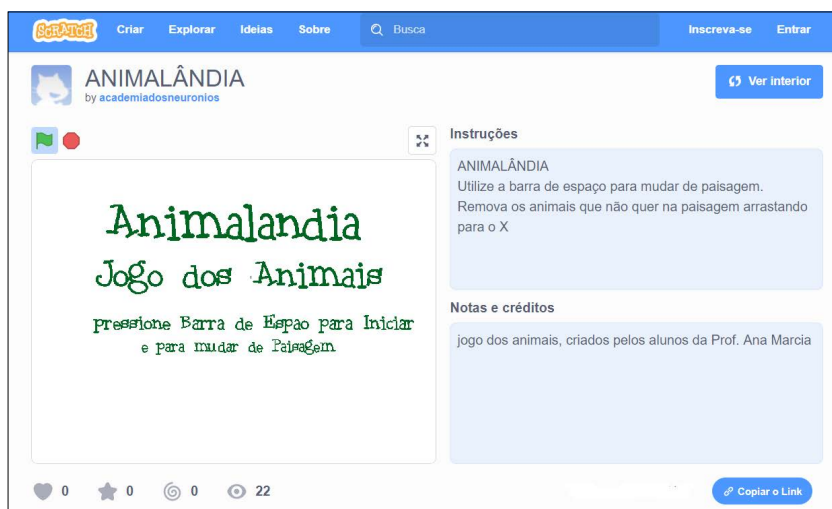 SCRATCH Criar Explorar Ideias Sobre Busca Inscreva-se Entrar
ANIMALÂNDIA
by academiadosneuronios
Ver interior
Animalandia
Jogo dos Animais
pressione Barra de Espao para Iniciar
e para mudar de Paisagem
Instruções
ANIMALÂNDIA
Utilize a barra de espaço para mudar de paisagem.
Remova os animais que não quer na paisagem arrastando
para o X
Notas e créditos
jogo dos animais, criados pelos alunos da Prof. Ana Marcia
0 0 0 22
Copiar o Link